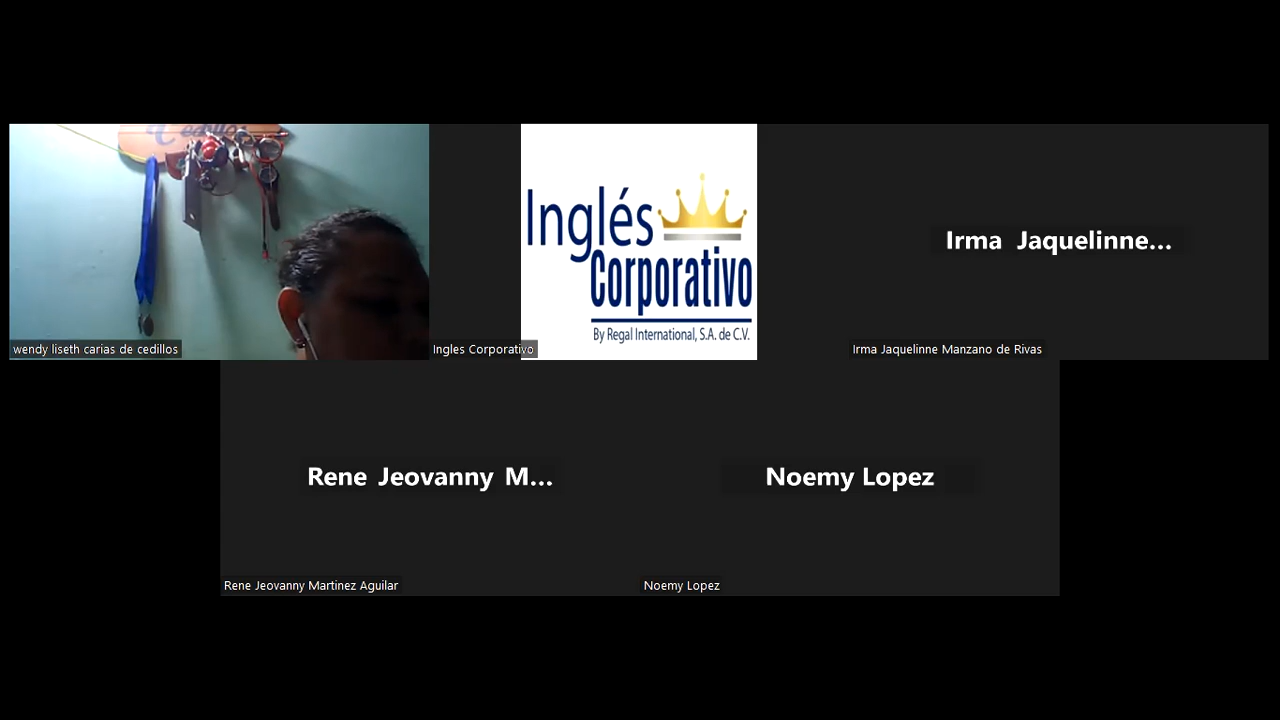 Cedillos
Inglés
Corporativo
By Regal International, S.A. de C.V.
Irma Jaquelinne...
wendy liseth carias de cedillos
Ingles Corporativo
Irma Jaquelinne Manzano de Rivas
Rene Jeovanny M...
Noemy Lopez
Rene Jeovanny Martinez Aguilar
Noemy Lopez